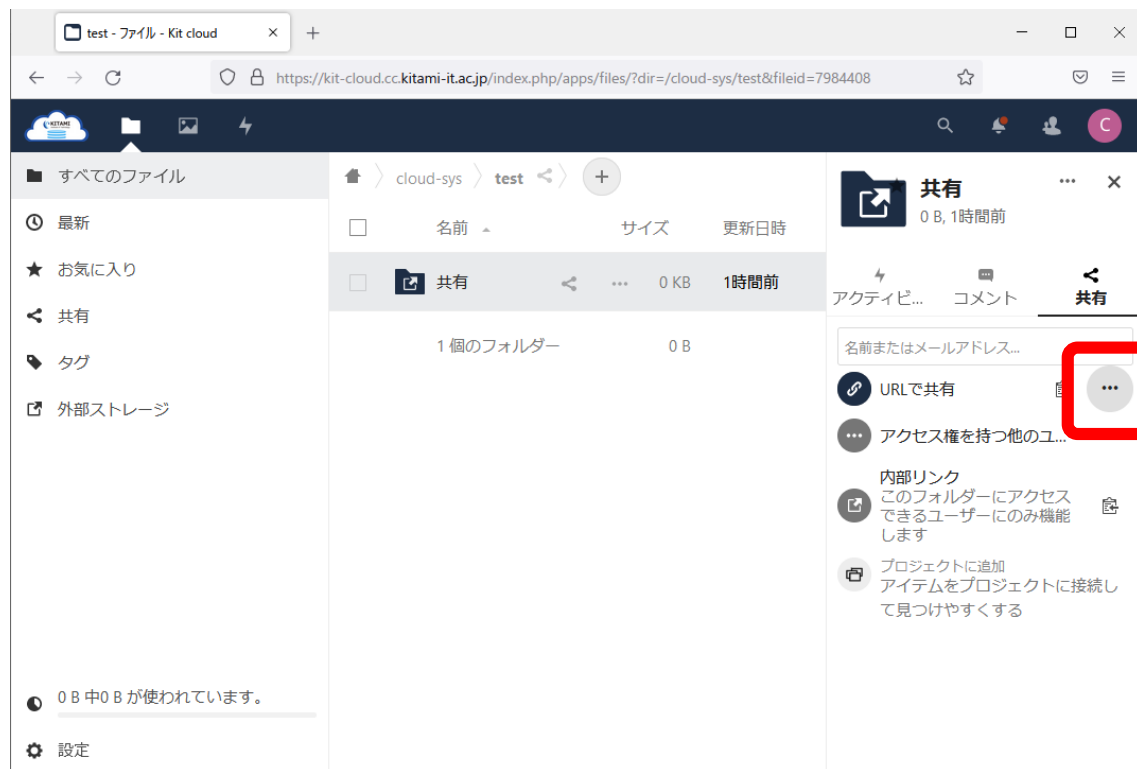 test - ファイル - Kit cloud
https://kit-cloud.cc.kitami-it.ac.jp/index.php/apps/files/?dir=/cloud-sys/test&fileid=7984408
KITAMI
C
すべてのファイル
最新
お気に入り
共有
タグ
外部ストレージ
0 B 中0 B が使われています。
設定
cloud-sys
test
名前
サイズ
更新日時
共有
0 KB
1時間前
1 個のフォルダー
0 B
共有
0 B, 1時間前
アクティビ...
コメント
共有
名前またはメールアドレス...
URLで共有
アクセス権を持つ他のユ...
内部リンク
このフォルダーにアクセス
できるユーザーにのみ機能
します
プロジェクトに追加
アイテムをプロジェクトに接続し
て見つけやすくする